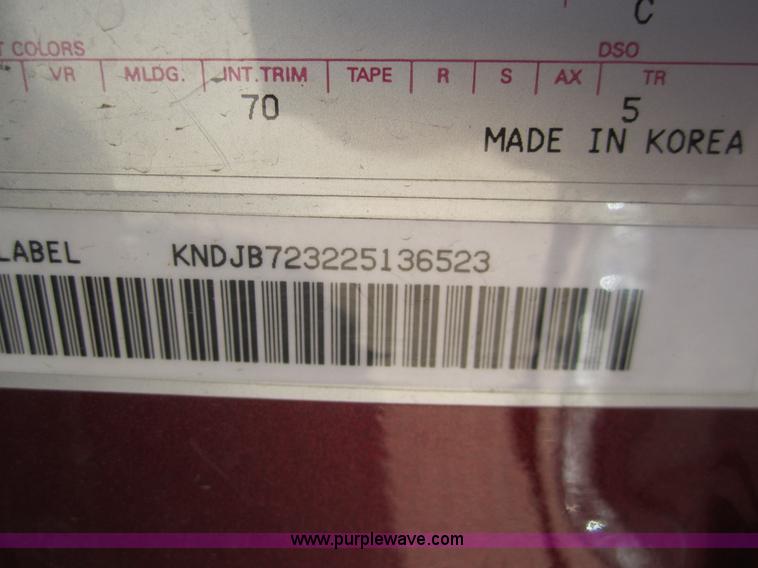 C
T COLORS DSO
VR MLDG. INT.TRIM TAPE R S AX TR
70 5
MADE IN KOREA
LABEL KNDJB723225136523
www.purplewave.com